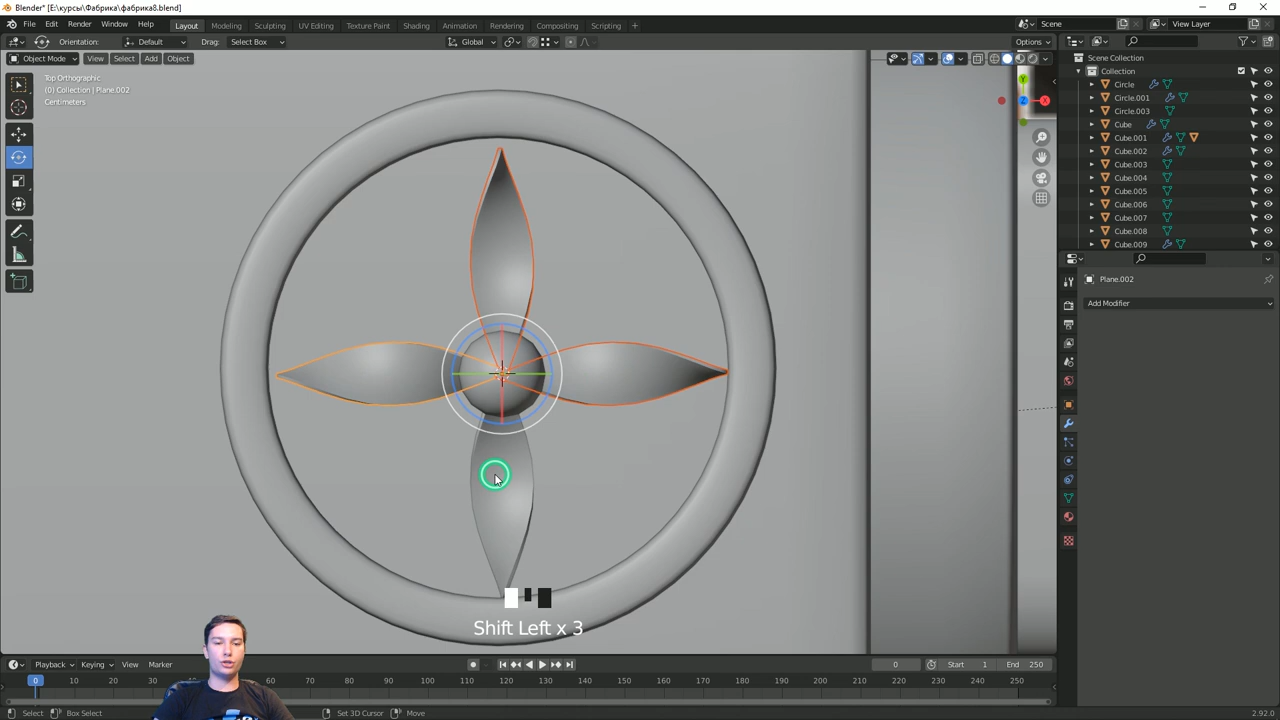 Blender* [E:\курсы\Фабрика\фабрика8.blend]
File Edit Render Window Help Layout Modeling Sculpting UV Editing Texture Paint Shading Animation Rendering Compositing Scripting + Scene View Layer
Orientation: Default Drag: Select Box Global Options
Object Mode View Select Add Object
Top Orthographic
(0) Collection | Plane.002
Centimeters
Y
X
Z
Scene Collection
Collection
Circle
Circle.001
Circle.003
Cube
Cube.001
Cube.002
Cube.003
Cube.004
Cube.005
Cube.006
Cube.007
Cube.008
Cube.009
Plane.002
Add Modifier
Shift Left x 3
Playback Keying View Marker 0 Start 1 End 250
0 10 20 30 40 50 60 70 80 90 100 110 120 130 140 150 160 170 180 190 200 210 220 230 240 250
Select Box Select Set 3D Cursor Move 2.92.0